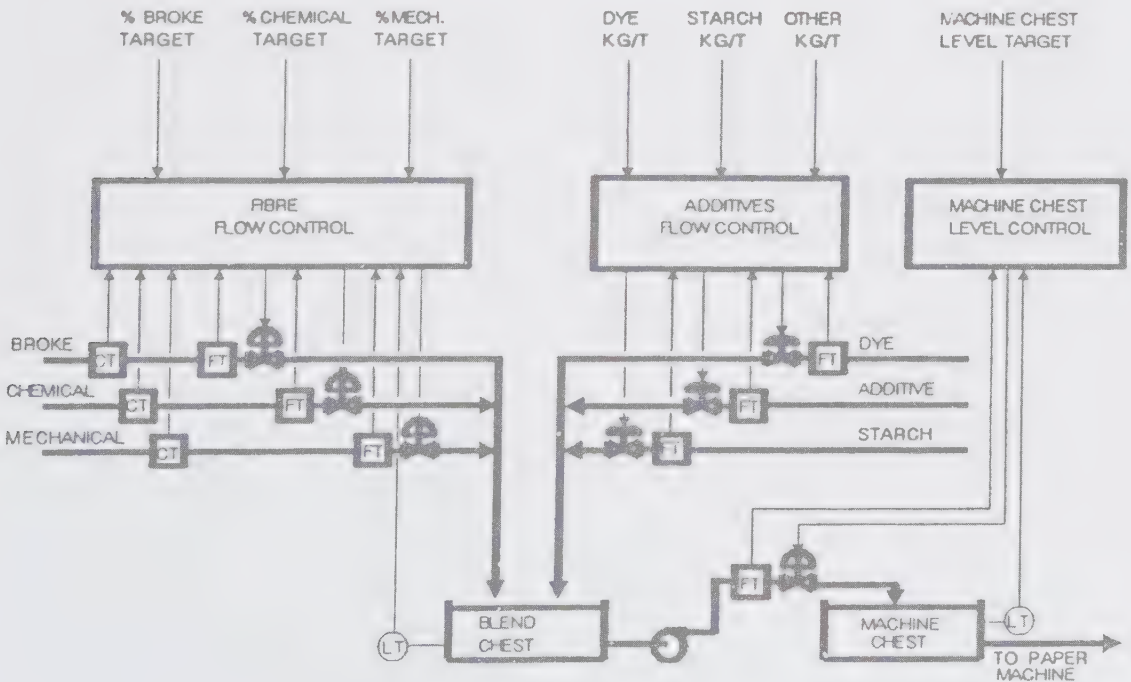 % BROKE
TARGET
% CHEMICAL
TARGET
% MECH.
TARGET
DYE
KG/T
STARCH
KG/T
OTHER
KG/T
MACHINE CHEST
LEVEL TARGET
FIBRE
FLOW CONTROL
ADDITIVES
FLOW CONTROL
MACHINE CHEST
LEVEL CONTROL
BROKE
CT
FT
FT
DYE
CHEMICAL
CT
FT
FT
ADDITIVE
MECHANICAL
CT
FT
FT
STARCH
FT
LT
BLEND
CHEST
MACHINE
CHEST
LT
TO PAPER
MACHINE